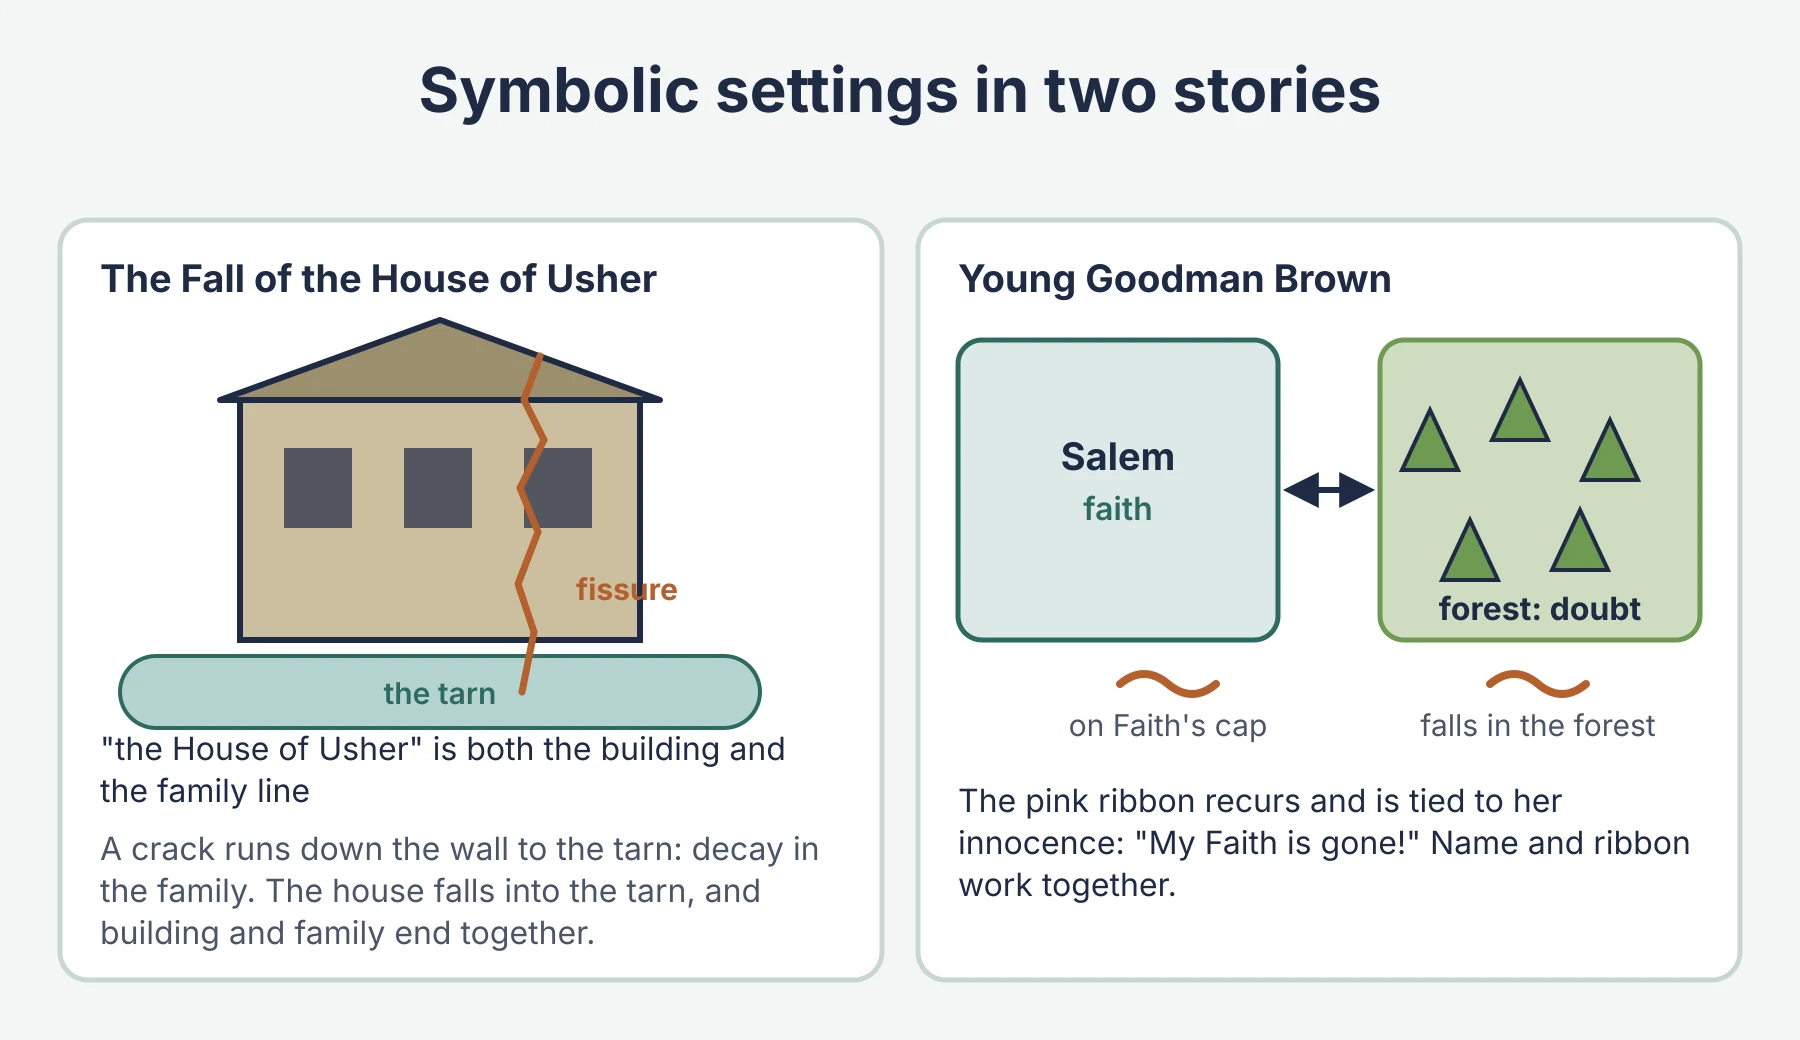 Symbolic settings in two stories
The Fall of the House of Usher
fissure
the tarn
"the House of Usher" is both the building and
the family line
A crack runs down the wall to the tarn: decay in
the family. The house falls into the tarn, and
building and family end together.
Young Goodman Brown
Salem
faith
forest: doubt
on Faith's cap
falls in the forest
The pink ribbon recurs and is tied to her
innocence: "My Faith is gone!" Name and ribbon
work together.